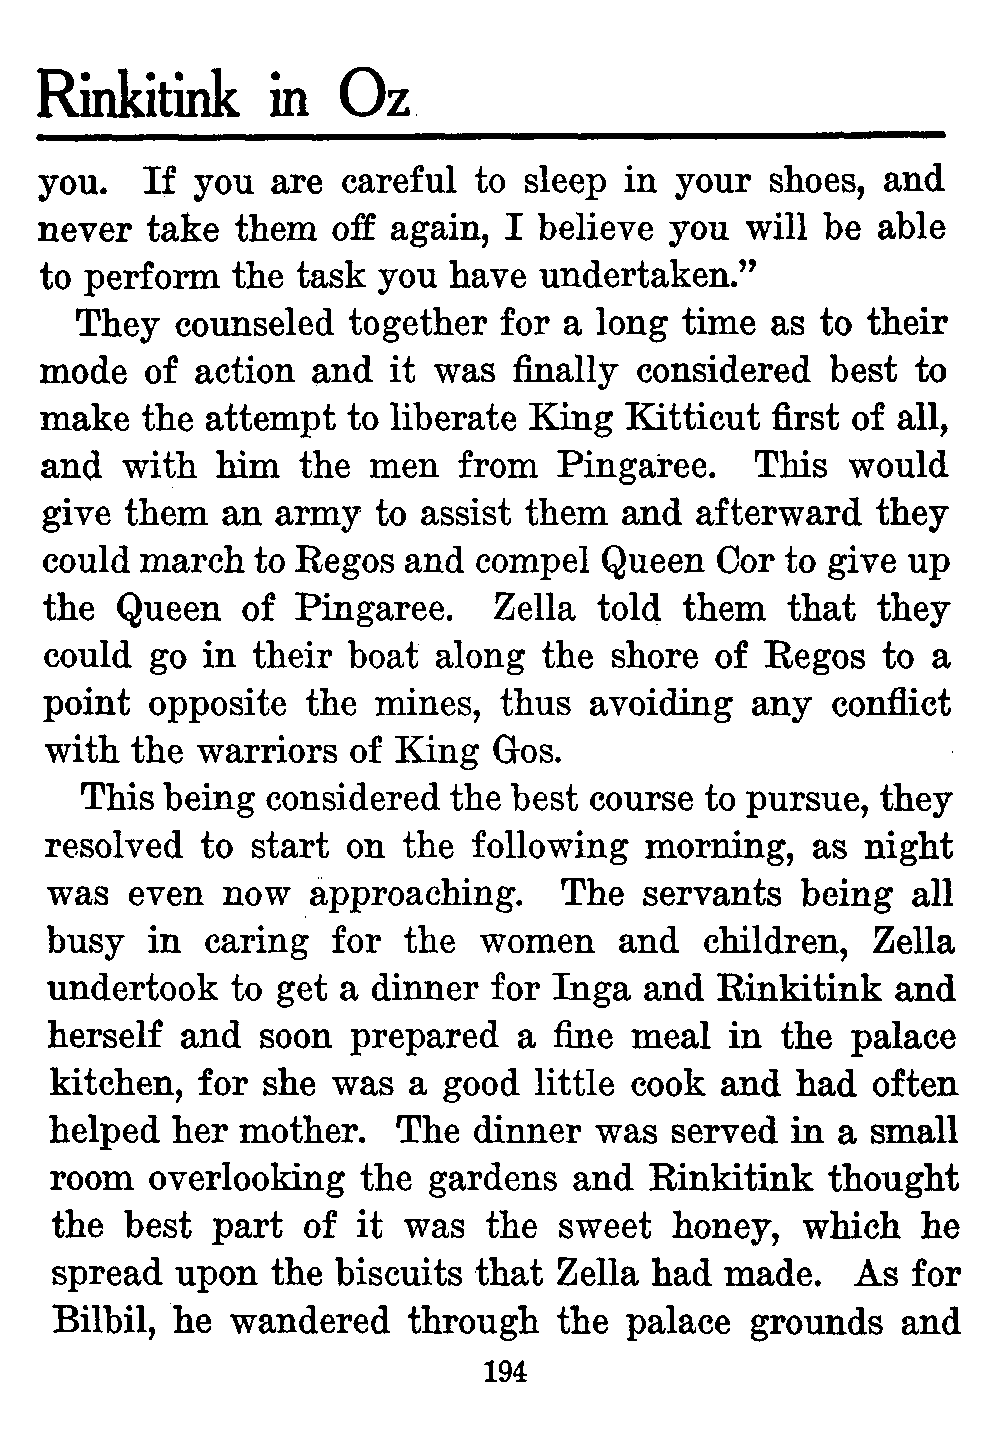 Rinkitink in Oz
you. If you are careful to sleep in your shoes, and
never take them off again, I believe you will be able
to perform the task you have undertaken."
They counseled together for a long time as to their
mode of action and it was finally considered best to
make the attempt to liberate King Kitticut first of all,
and with him the men from Pingaree. This would
give them an army to assist them and afterward they
could march to Regos and compel Queen Cor to give up
the Queen of Pingaree. Zella told them that they
could go in their boat along the shore of Regos to a
point opposite the mines, thus avoiding any conflict
with the warriors of King Gos.
This being considered the best course to pursue, they
resolved to start on the following morning, as night
was even now approaching. The servants being all
busy in caring for the women and children, Zella
undertook to get a dinner for Inga and Rinkitink and
herself and soon prepared a fine meal in the palace
kitchen, for she was a good little cook and had often
helped her mother. The dinner was served in a small
room overlooking the gardens and Rinkitink thought
the best part of it was the sweet honey, which he
spread upon the biscuits that Zella had made. As for
Bilbil, he wandered through the palace grounds and
194